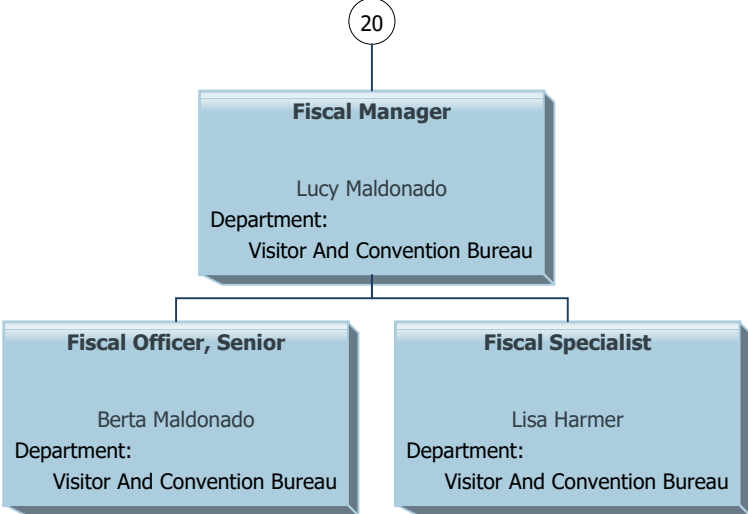 20
Fiscal Manager
Lucy Maldonado
Department:
Visitor And Convention Bureau
Fiscal Officer, Senior
Berta Maldonado
Department:
Visitor And Convention Bureau
Fiscal Specialist
Lisa Harmer
Department:
Visitor And Convention Bureau